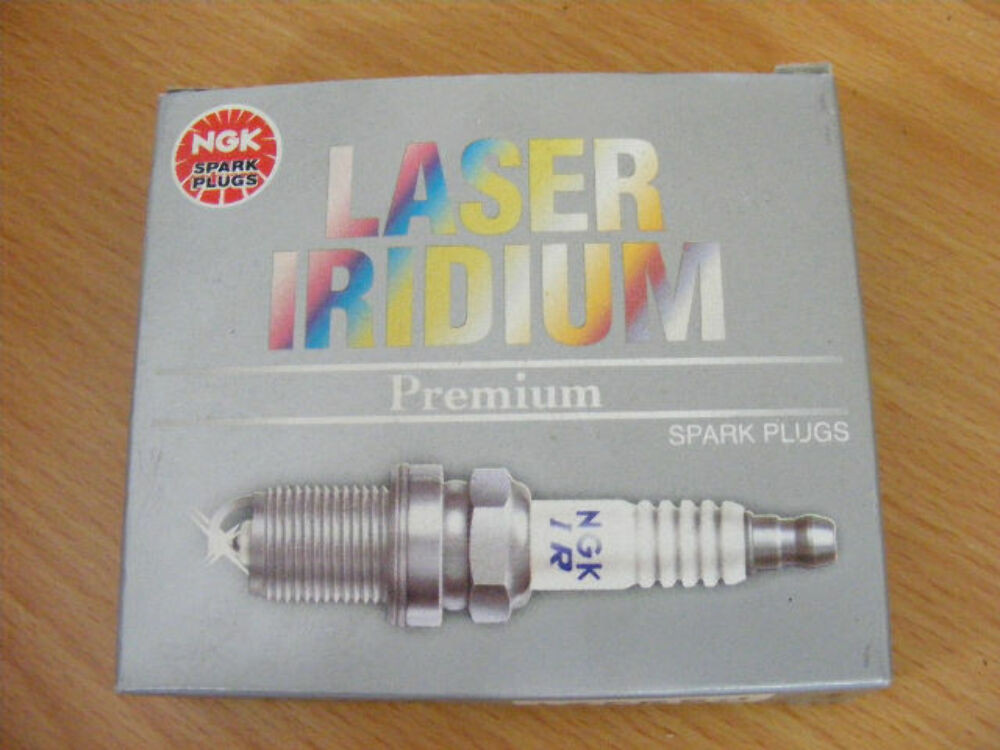 NGK
SPARK
PLUGS
LASER
IRIDIUM
Premium
SPARK PLUGS
NGK
IR